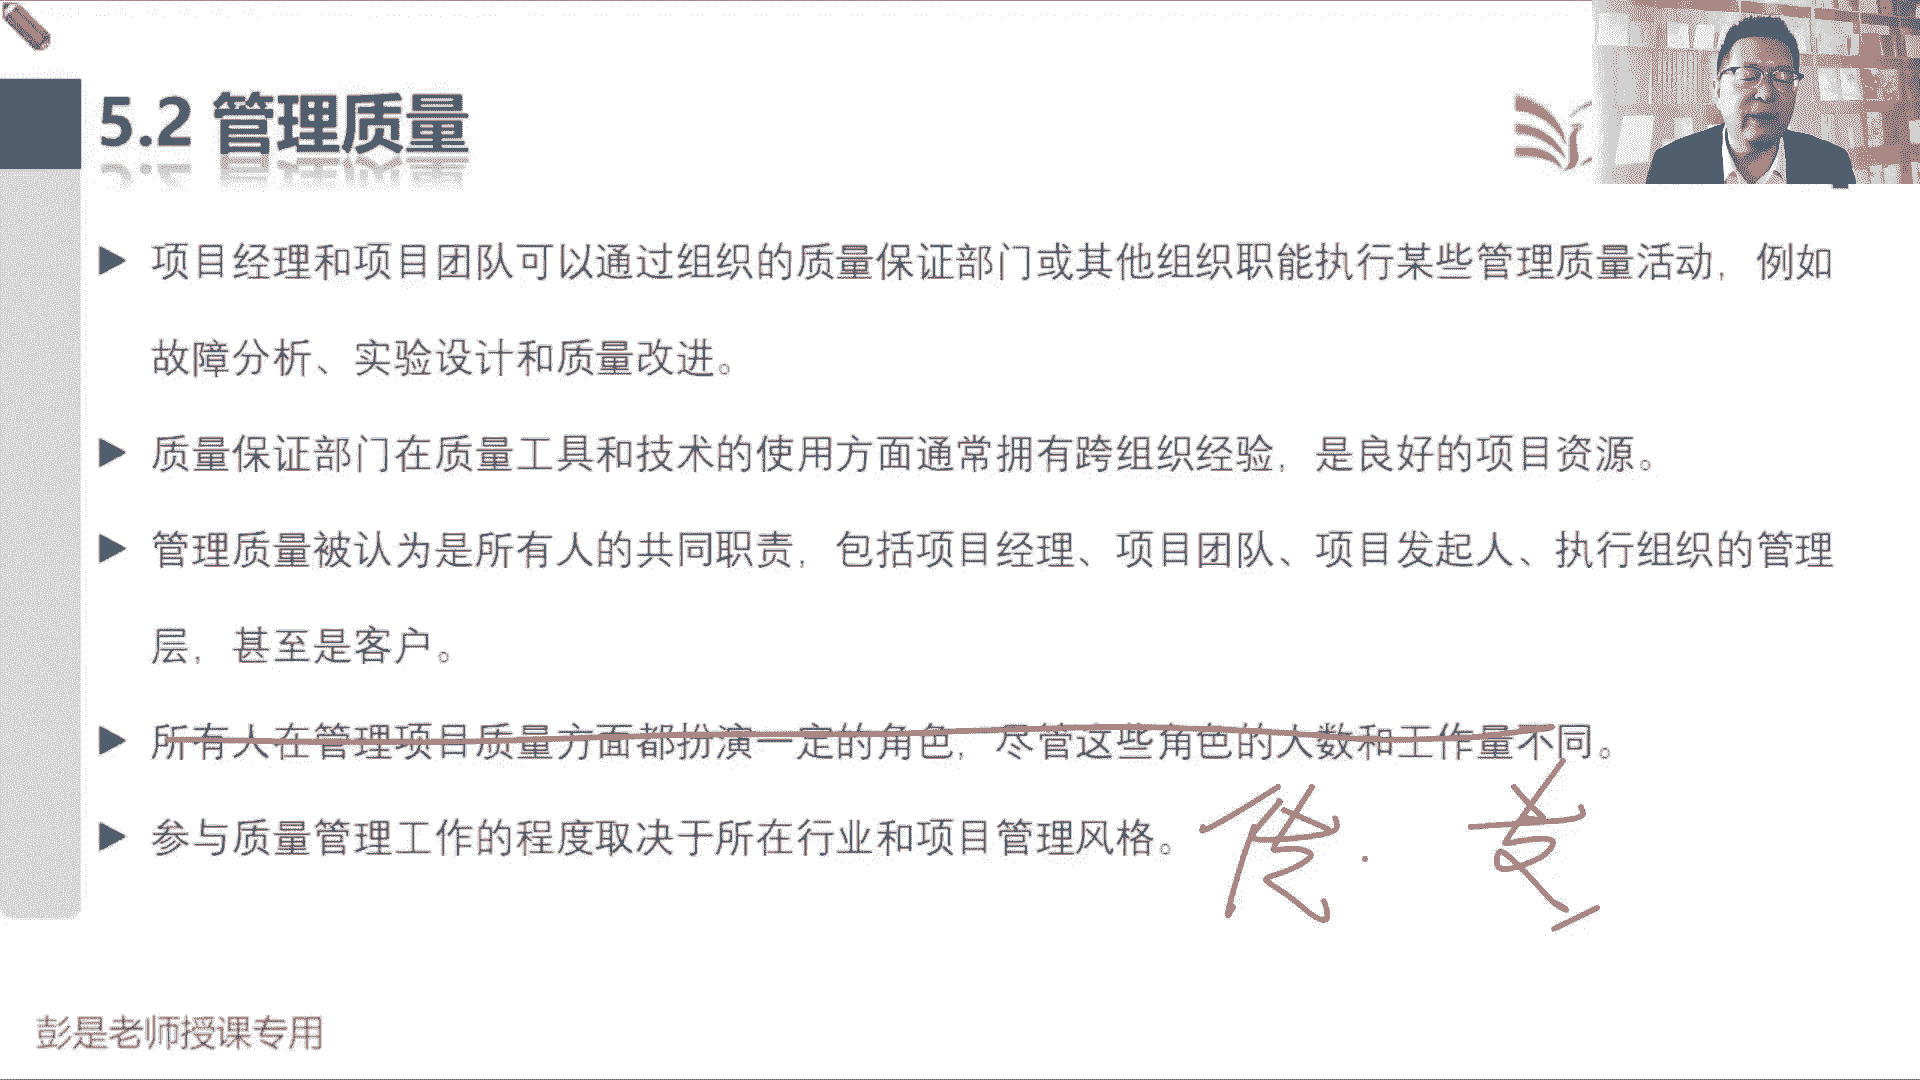 5.2 管理质量
项目经理和项目团队可以通过组织的质量保证部门或其他组织职能执行某些管理质量活动，例如
故障分析、实验设计和质量改进。
质量保证部门在质量工具和技术的使用方面通常拥有跨组织经验，是良好的项目资源。
管理质量被认为是所有人的共同职责，包括项目经理、项目团队、项目发起人、执行组织的管理
层，甚至是客户。
所有人在管理项目质量方面都扮演一定的角色，尽管这些角色的人数和工作量不同。
参与质量管理工作的程度取决于所在行业和项目管理风格。
彭是老师授课专用